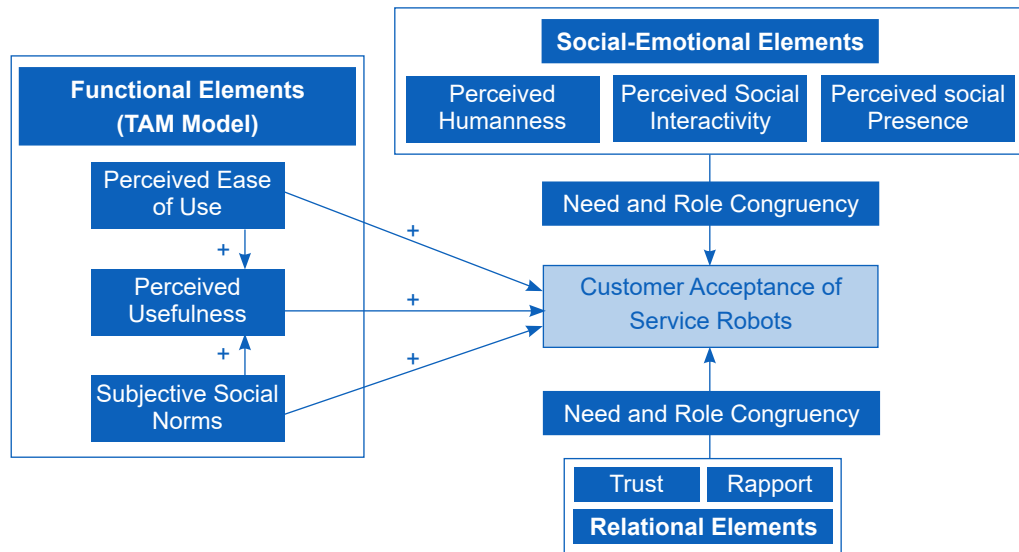 Functional Elements
(TAM Model)
Perceived Ease
of Use
+
Perceived
Usefulness
+
Subjective Social
Norms
+
+
+
Social-Emotional Elements
Perceived
Humanness
Perceived Social
Interactivity
Perceived social
Presence
Need and Role Congruency
Customer Acceptance of
Service Robots
Need and Role Congruency
Trust
Rapport
Relational Elements